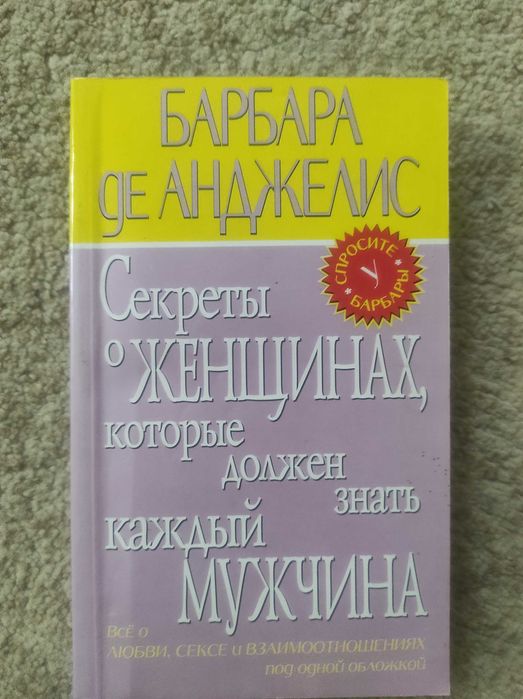 БАРБАРА
де АНДЖЕЛИС
СПРОСИТЕ
У
БАРБАРЫ
Секреты
о ЖЕНЩИНАХ,
которые
должен
знать
каждый
МУЖЧИНА
Всё о
ЛЮБВИ, СЕКСЕ и ВЗАИМООТНОШЕНИЯХ
под одной обложкой